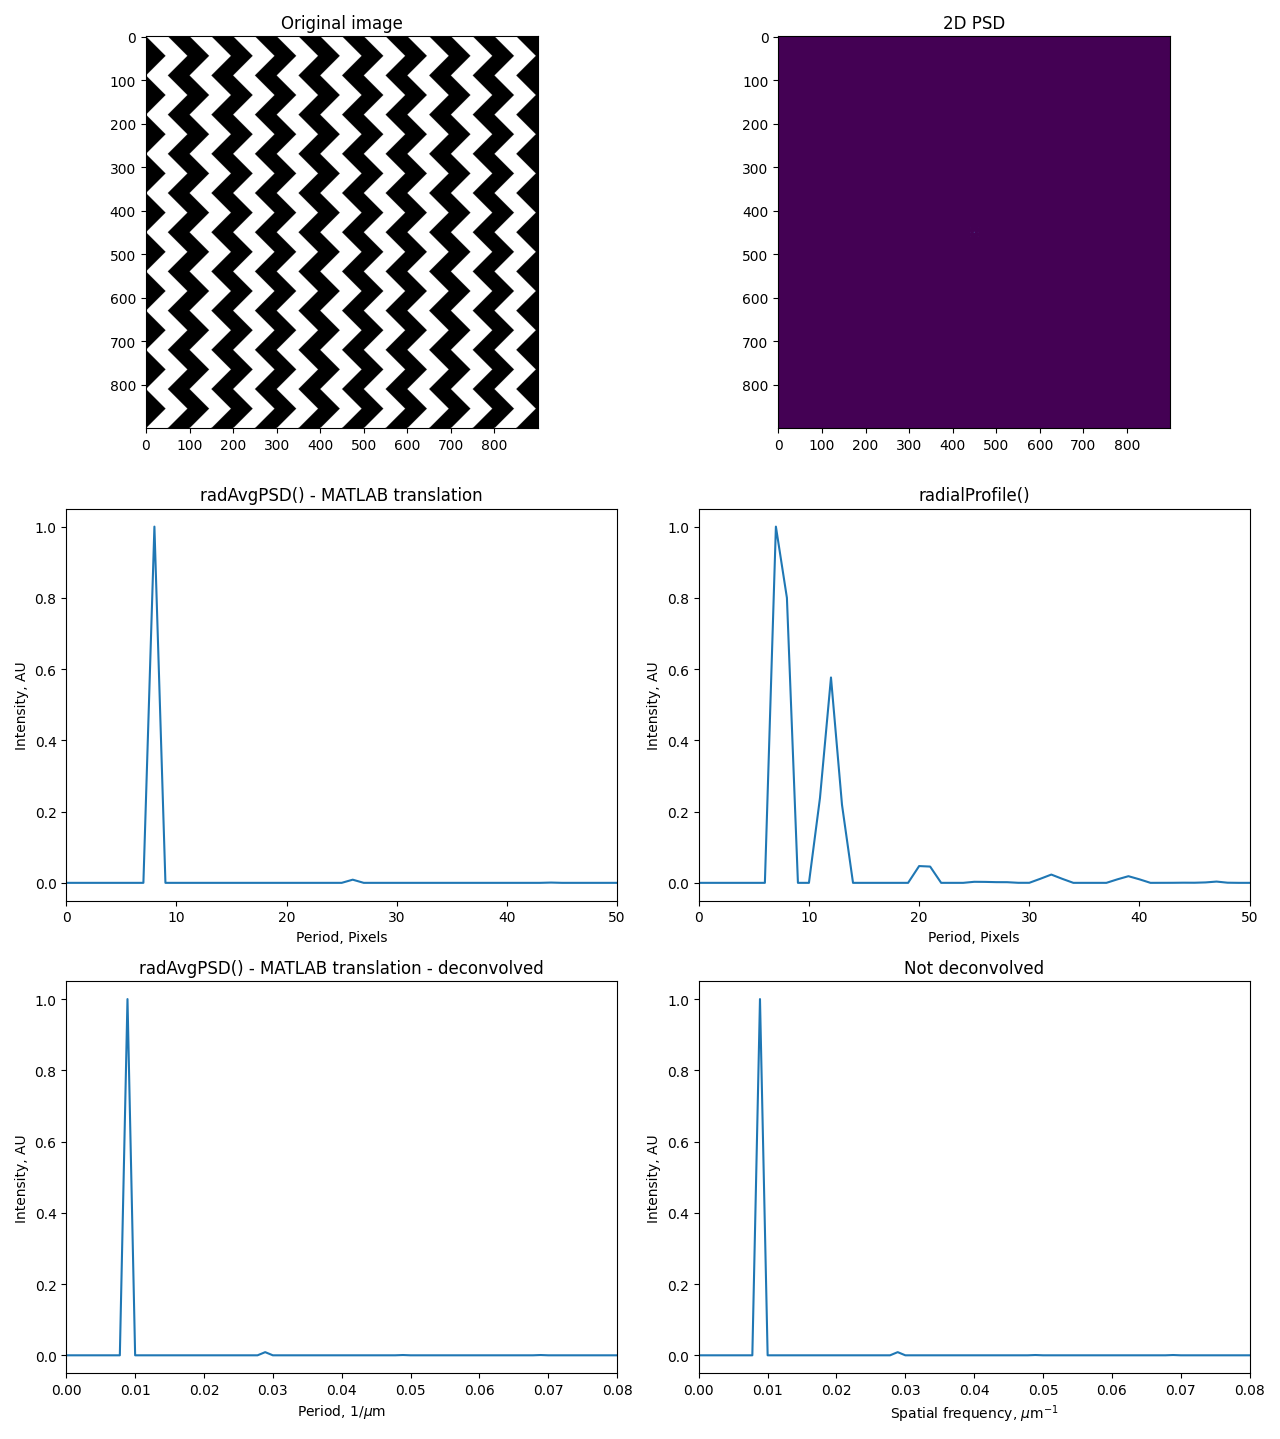 Original image
0
100
200
300
400
500
600
700
800
0 100 200 300 400 500 600 700 800
2D PSD
0
100
200
300
400
500
600
700
800
0 100 200 300 400 500 600 700 800
radAvgPSD() - MATLAB translation
Intensity, AU
1.0
0.8
0.6
0.4
0.2
0.0
0 10 20 30 40 50
Period, Pixels
radialProfile()
Intensity, AU
1.0
0.8
0.6
0.4
0.2
0.0
0 10 20 30 40 50
Period, Pixels
radAvgPSD() - MATLAB translation - deconvolved
Intensity, AU
1.0
0.8
0.6
0.4
0.2
0.0
0.00 0.01 0.02 0.03 0.04 0.05 0.06 0.07 0.08
Period, 1/μm
Not deconvolved
Intensity, AU
1.0
0.8
0.6
0.4
0.2
0.0
0.00 0.01 0.02 0.03 0.04 0.05 0.06 0.07 0.08
Spatial frequency, μm⁻¹